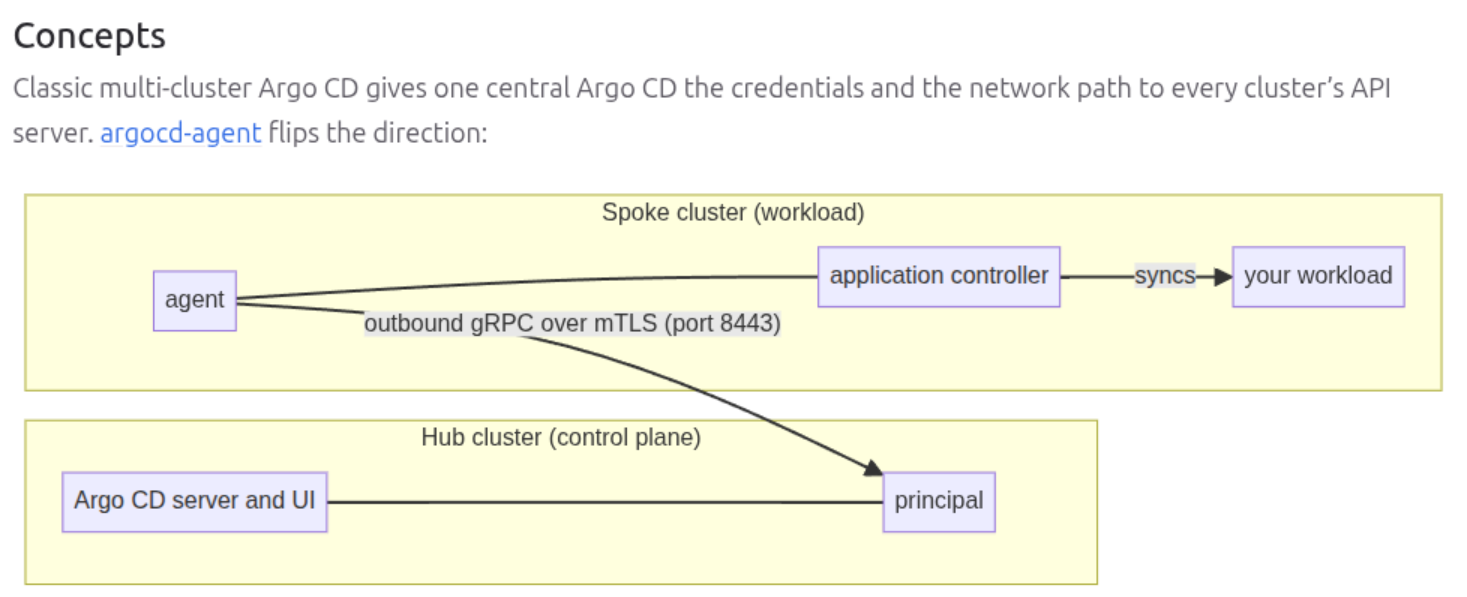 Concepts
Classic multi-cluster Argo CD gives one central Argo CD the credentials and the network path to every cluster’s API
server. argocd-agent flips the direction:
Spoke cluster (workload)
agent
application controller
syncs
your workload
outbound gRPC over mTLS (port 8443)
Hub cluster (control plane)
Argo CD server and UI
principal